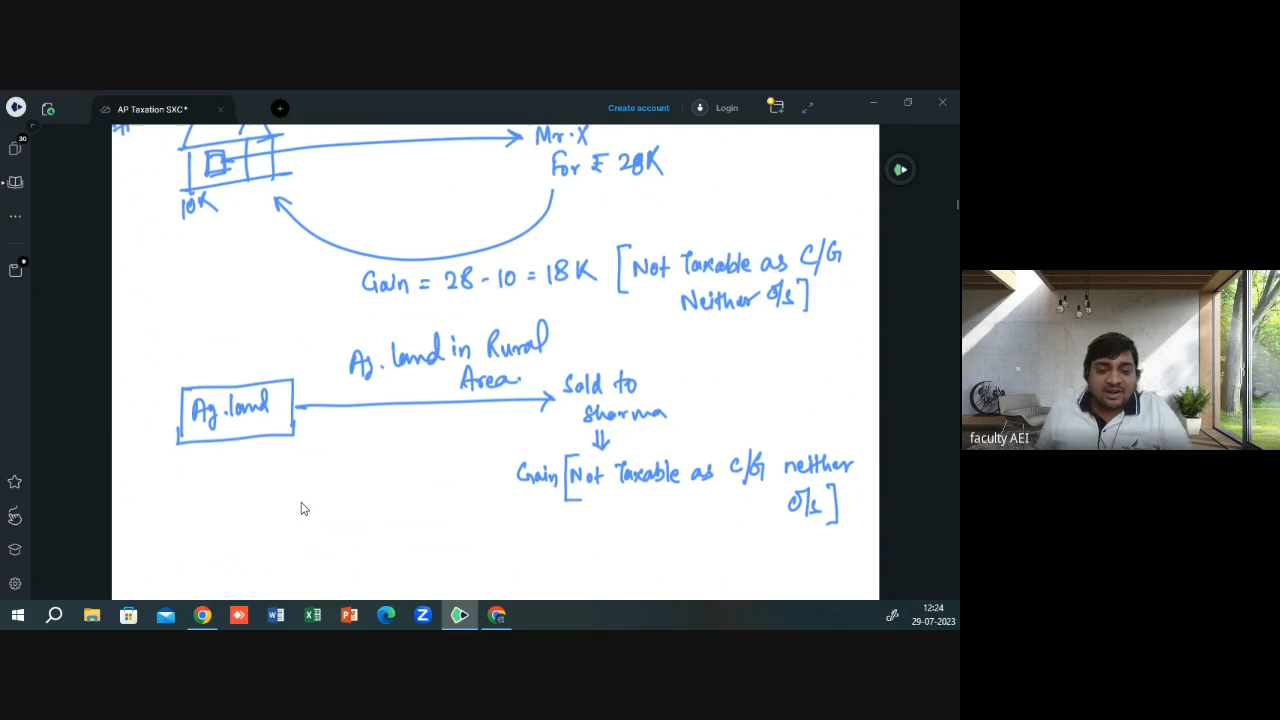 AP Taxation SXC*
Create account
Login
30
Mr. X
For ₹ 28K
10K
Gain = 28 - 10 = 18K [Not Taxable as C/G
Neither O/S]
Ag. land in Rural
Area.
Ag. land
Sold to
Sharma
Gain [Not Taxable as C/G neither
O/S]
faculty AEI
12:24
29-07-2023